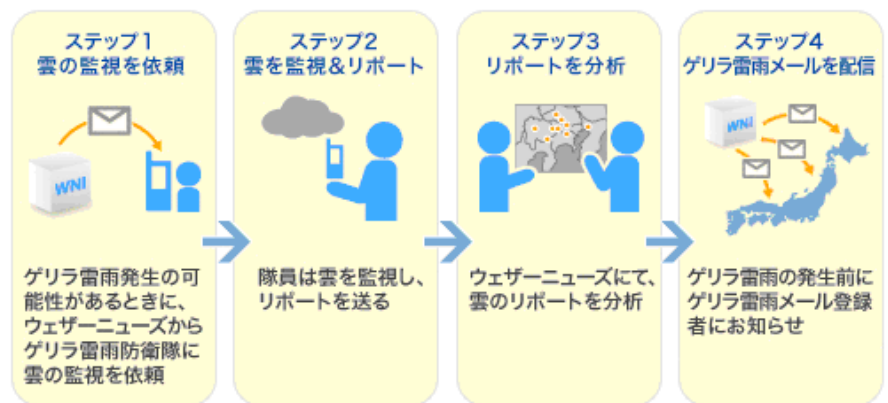 ステップ1
雲の監視を依頼
WNI
ゲリラ雷雨発生の可
能性があるときに、
ウェザーニューズから
ゲリラ雷雨防衛隊に
雲の監視を依頼
ステップ2
雲を監視&リポート
隊員は雲を監視し、
リポートを送る
ステップ3
リポートを分析
ウェザーニューズにて、
雲のリポートを分析
ステップ4
ゲリラ雷雨メールを配信
WNI
ゲリラ雷雨の発生前に
ゲリラ雷雨メール登録
者にお知らせ